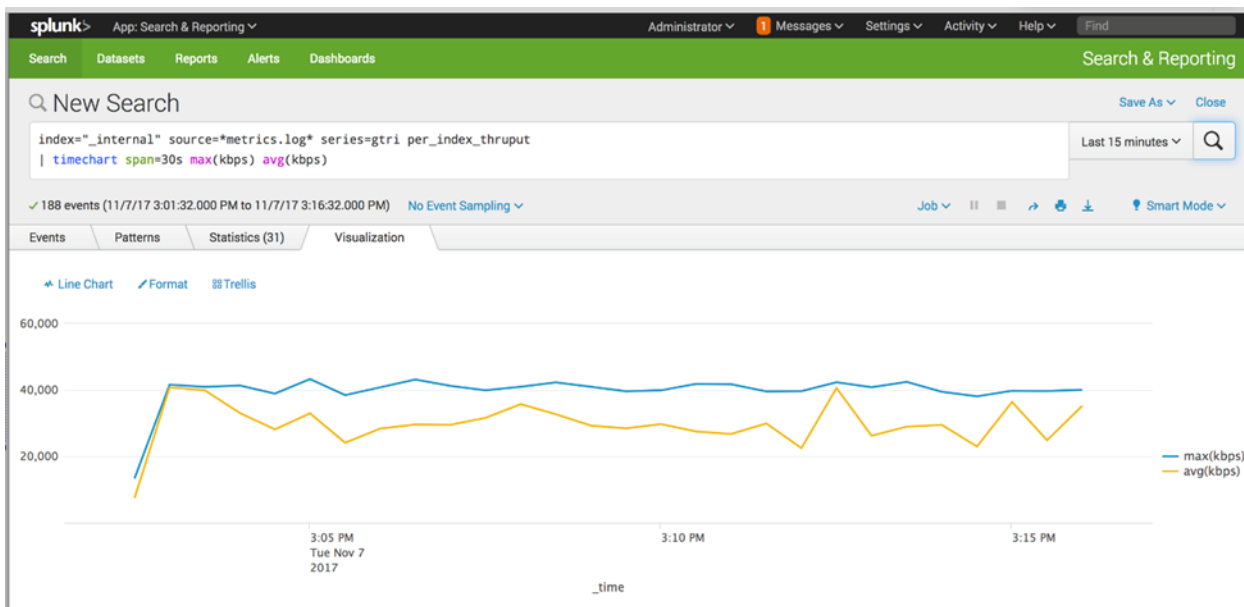 splunk> App: Search & Reporting Administrator 1 Messages Settings Activity Help Find
Search Datasets Reports Alerts Dashboards Search & Reporting
New Search Save As Close
index="_internal" source=*metrics.log* series=gtri per_index_thruput
| timechart span=30s max(kbps) avg(kbps)
Last 15 minutes
188 events (11/7/17 3:01:32.000 PM to 11/7/17 3:16:32.000 PM) No Event Sampling Job Smart Mode
Events Patterns Statistics (31) Visualization
Line Chart Format Trellis
60,000
40,000
20,000
max(kbps)
avg(kbps)
3:05 PM 3:10 PM 3:15 PM
Tue Nov 7
2017
_time